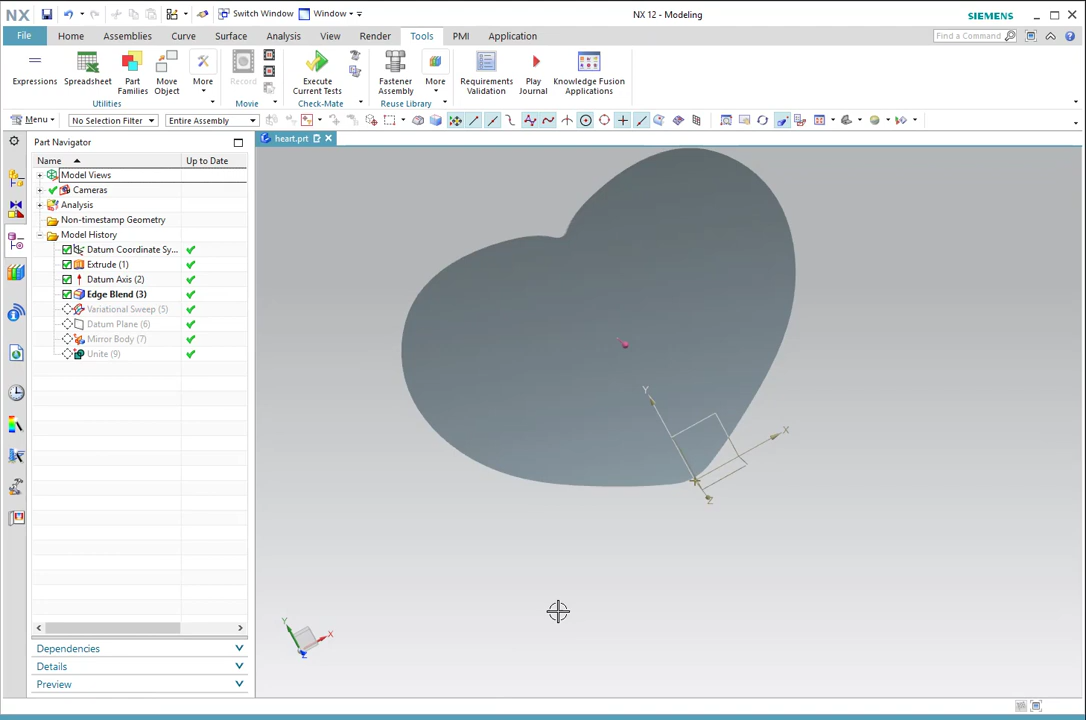 NX
Switch Window
Window
NX 12 - Modeling
SIEMENS
File
Home
Assemblies
Curve
Surface
Analysis
View
Render
Tools
PMI
Application
Find a Command
Expressions
Spreadsheet
Part
Families
Move
Object
More
Utilities
Record
Movie
Execute
Current Tests
Check-Mate
Fastener
Assembly
More
Reuse Library
Requirements
Validation
Play
Journal
Knowledge Fusion
Applications
Menu
No Selection Filter
Entire Assembly
Part Navigator
heart.prt
Name
Up to Date
Model Views
Cameras
Analysis
Non-timestamp Geometry
Model History
Datum Coordinate Sy...
Extrude (1)
Datum Axis (2)
Edge Blend (3)
Variational Sweep (5)
Datum Plane (6)
Mirror Body (7)
Unite (9)
Y
X
Z
Y
X
Z
Dependencies
Details
Preview